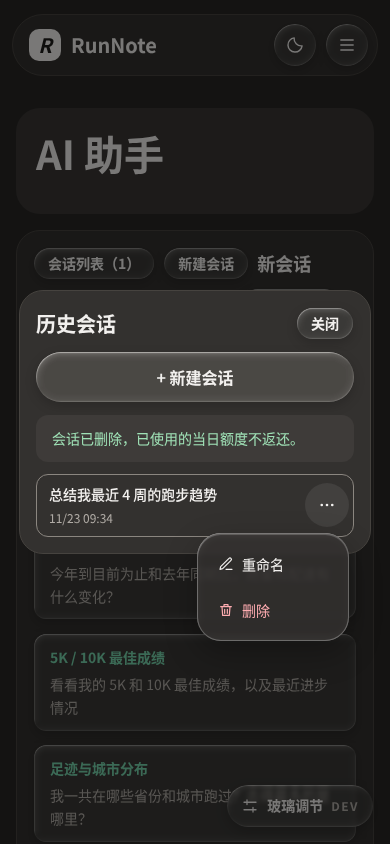 R RunNote
AI 助手
会话列表（1） 新建会话 新会话
历史会话 关闭
+ 新建会话
会话已删除，已使用的当日额度不返还。
总结我最近 4 周的跑步趋势
11/23 09:34
重命名
删除
今年到目前为止和去年同
什么变化？
5K / 10K 最佳成绩
看看我的 5K 和 10K 最佳成绩，以及最近进步
情况
足迹与城市分布
我一共在哪些省份和城市跑过
哪里？
玻璃调节 DEV